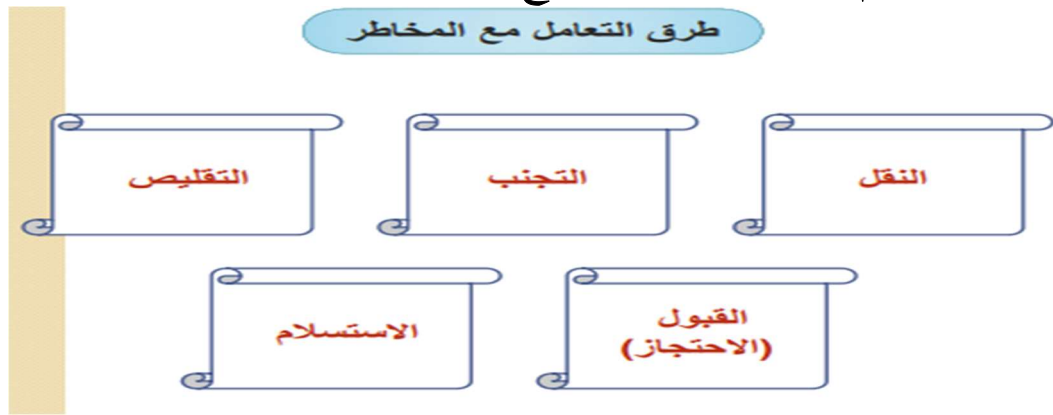 طرق التعامل مع المخاطر
النقل
التجنب
التقليص
القبول
(الاحتجاز)
الاستسلام